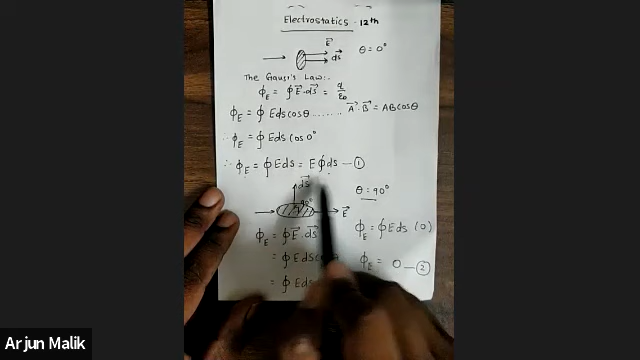 Electrostatics - 12th
E⃗
θ = 0°
ds⃗
The Gauss's Law:-
ϕE = ∮ E⃗·ds⃗ = q/ε0
ϕE = ∮ Eds cosθ ........ A⃗·B⃗ = ABcosθ
∴ ϕE = ∮ Eds cos 0°
∴ ϕE = ∮ Eds = E∮ds — ①
ds⃗
θ = 90°
90°
E⃗
ϕE = ∮ Eds (0)
ϕE = ∮ E⃗·ds⃗
= ∮ Eds
ϕE = 0 — ②
= ∮ Eds
Arjun Malik